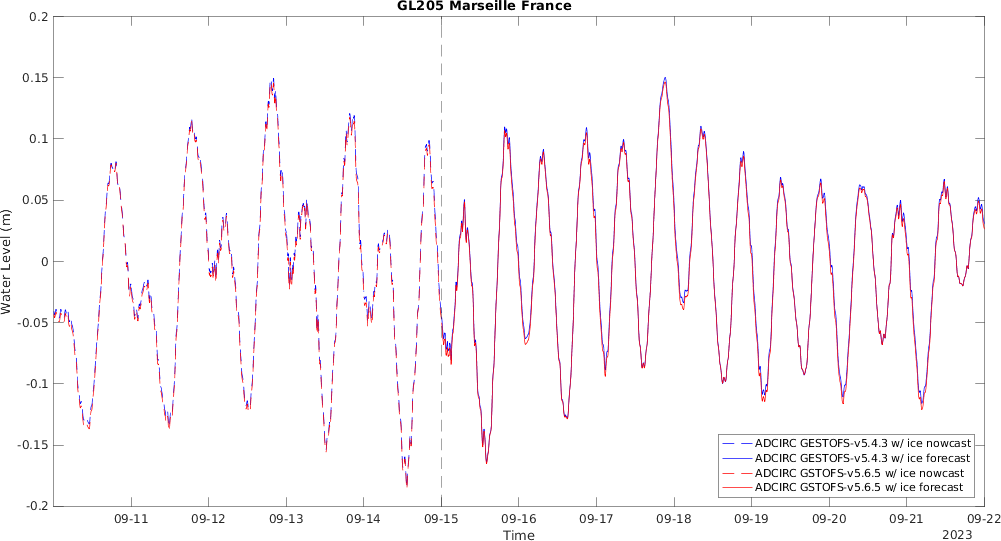 GL205 Marseille France
0.2
0.15
0.1
0.05
0
-0.05
-0.1
-0.15
-0.2
Water Level (m)
ADCIRC GESTOFS-v5.4.3 w/ ice nowcast
ADCIRC GESTOFS-v5.4.3 w/ ice forecast
ADCIRC GSTOFS-v5.6.5 w/ ice nowcast
ADCIRC GSTOFS-v5.6.5 w/ ice forecast
09-11 09-12 09-13 09-14 09-15 09-16 09-17 09-18 09-19 09-20 09-21 09-22
Time
2023